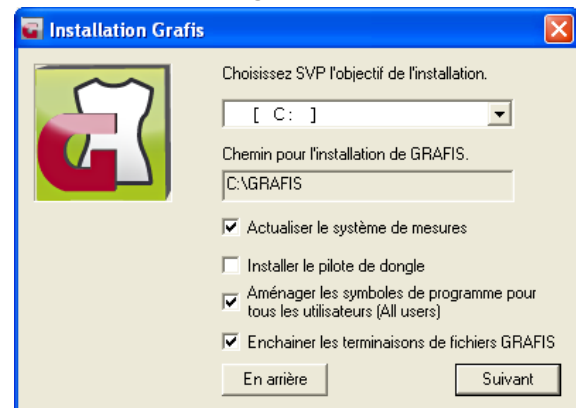 Installation Grafis
Choisissez SVP l'objectif de l'installation.
[ C: ]
Chemin pour l'installation de GRAFIS.
C:\GRAFIS
Actualiser le système de mesures
Installer le pilote de dongle
Aménager les symboles de programme pour
tous les utilisateurs (All users)
Enchainer les terminaisons de fichiers GRAFIS
En arrière
Suivant